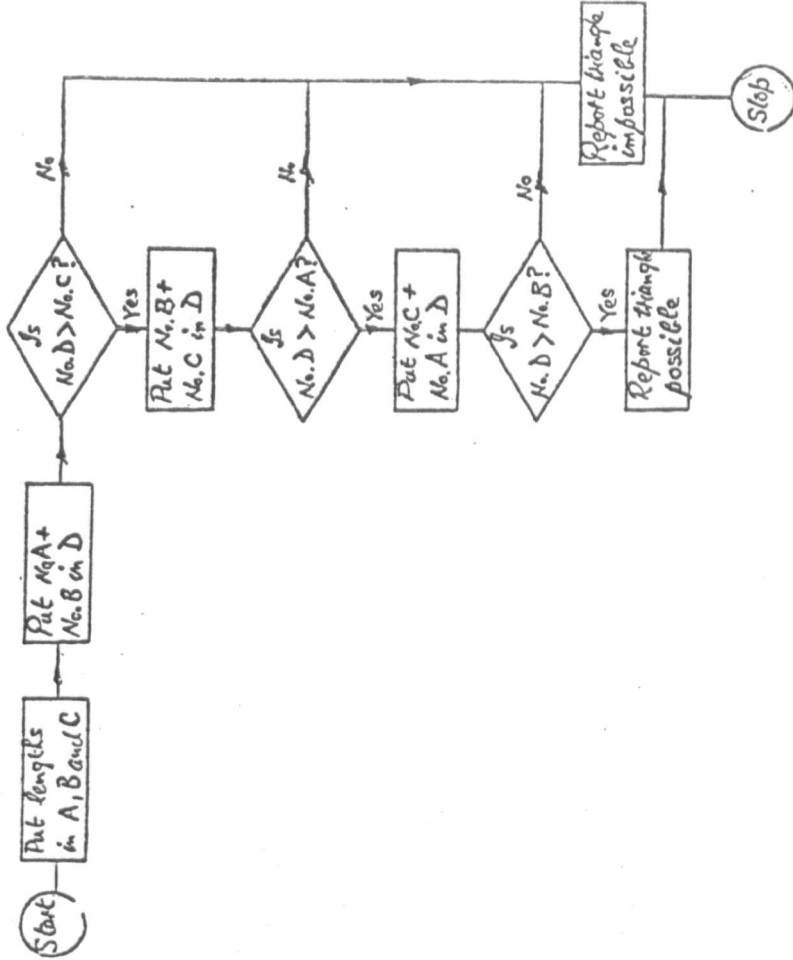 Start
Put lengths
in A, B and C
Put No.A+
No.B in D
Is
No.D > No.C?
No
Yes
Put No.B+
No.C in D
Is
No.D > No.A?
No
Yes
Put No.C+
No.A in D
Is
No.D > No.B?
No
Yes
Report triangle
possible
Report triangle
impossible
Stop